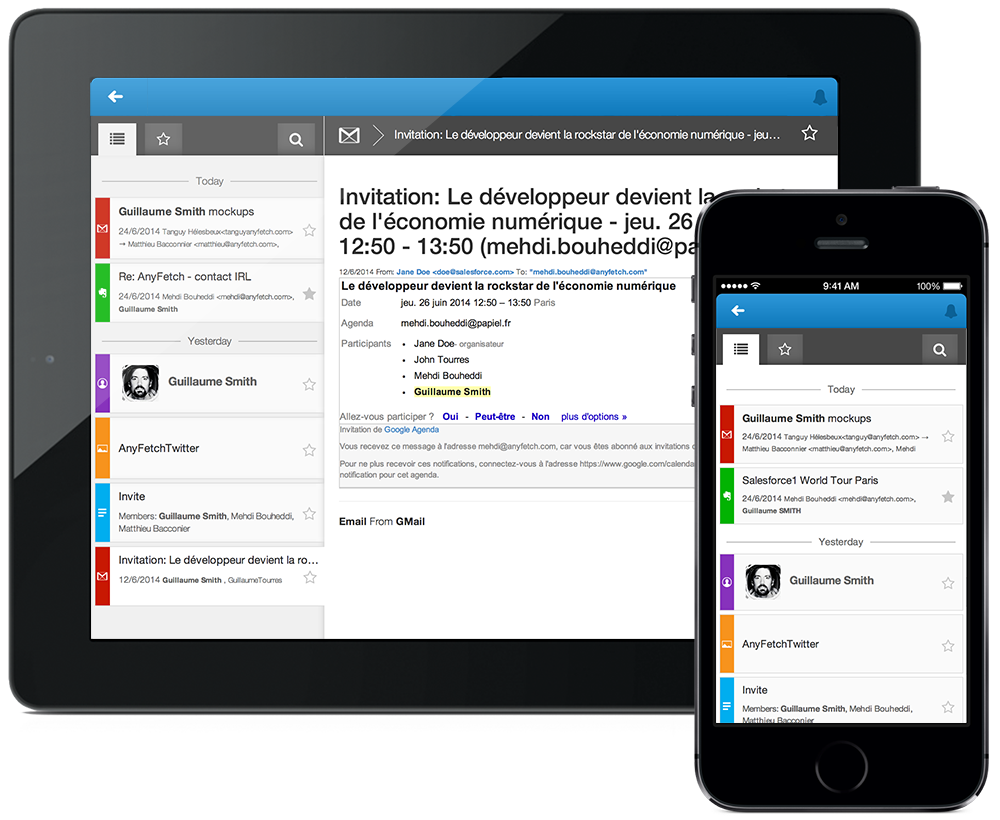 Invitation: Le développeur devient la rockstar de l'économie numérique - jeu...
Today
Guillaume Smith mockups
24/6/2014 Tanguy Hélesbeux<tanguyanyfetch.com>
→ Matthieu Bacconnier <matthieu@anyfetch.com>,
Re: AnyFetch - contact IRL
24/6/2014 Mehdi Bouheddi <mehdi@anyfetch.com>,
Guillaume Smith
Yesterday
Guillaume Smith
AnyFetchTwitter
Invite
Members: Guillaume Smith, Mehdi Bouheddi,
Matthieu Bacconier
Invitation: Le développeur devient la ro...
12/6/2014 Guillaume Smith , GuillaumeTourres
Invitation: Le développeur devient la
de l'économie numérique - jeu. 26
12:50 - 13:50 (mehdi.bouheddi@pa
12/6/2014 From: Jane Doe <doe@salesforce.com> To: "mehdi.bouheddi@anyfetch.com"
Le développeur devient la rockstar de l'économie numérique
Date jeu. 26 juin 2014 12:50 – 13:50 Paris
Agenda mehdi.bouheddi@papiel.fr
Participants • Jane Doe- organisateur
• John Tourres
• Mehdi Bouheddi
• Guillaume Smith
Allez-vous participer ? Oui - Peut-être - Non plus d'options »
Invitation de Google Agenda
Vous recevez ce message à l'adresse mehdi@anyfetch.com, car vous êtes abonné aux invitations
Pour ne plus recevoir ces notifications, connectez-vous à l'adresse https://www.google.com/calenda
notification pour cet agenda.
Email From GMail
9:41 AM 100%
Today
Guillaume Smith mockups
24/6/2014 Tanguy Hélesbeux <tanguy@anyfetch.com> →
Matthieu Bacconnier <matthieu@anyfetch.com>, Mehdi
Salesforce1 World Tour Paris
24/6/2014 Mehdi Bouheddi <mehdi@anyfetch.com>,
Guillaume SMITH
Yesterday
Guillaume Smith
AnyFetchTwitter
Invite
Members: Guillaume Smith, Mehdi Bouheddi,
Matthieu Bacconier